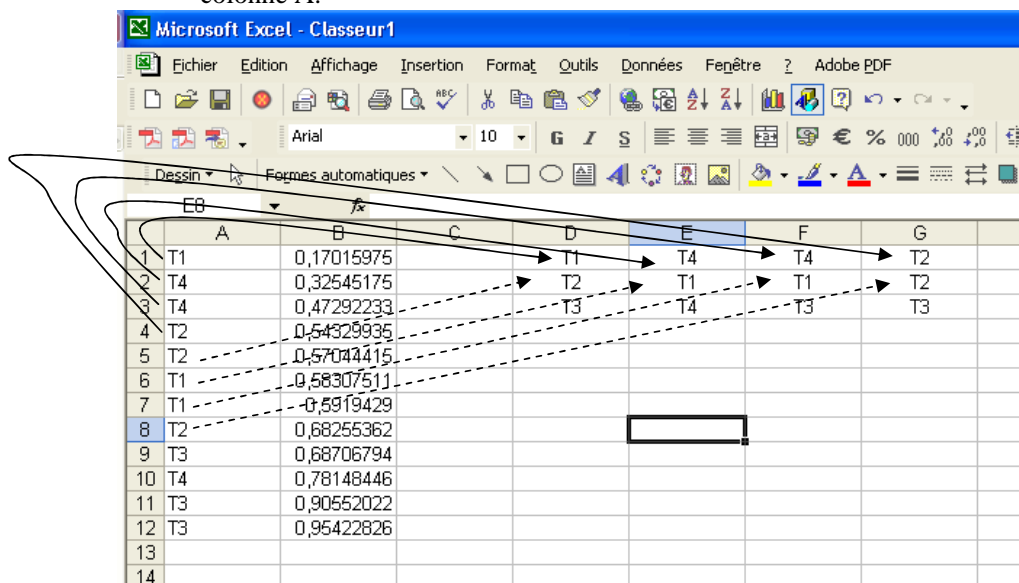 colonne A.
Microsoft Excel - Classeur1
Fichier Edition Affichage Insertion Format Outils Données Fenêtre ? Adobe PDF
Arial 10 G I S € % 000
Dessin Formes automatiques
E8 fx
A B C D E F G
1 T1 0,17015975 T1 T4 T4 T2
2 T4 0,32545175 T2 T1 T1 T2
3 T4 0,47292233 T3 T4 T3 T3
4 T2 0,54329935
5 T2 0,57044415
6 T1 0,58307511
7 T1 0,5919429
8 T2 0,68255362
9 T3 0,68706794
10 T4 0,78148446
11 T3 0,90552022
12 T3 0,95422826
13
14